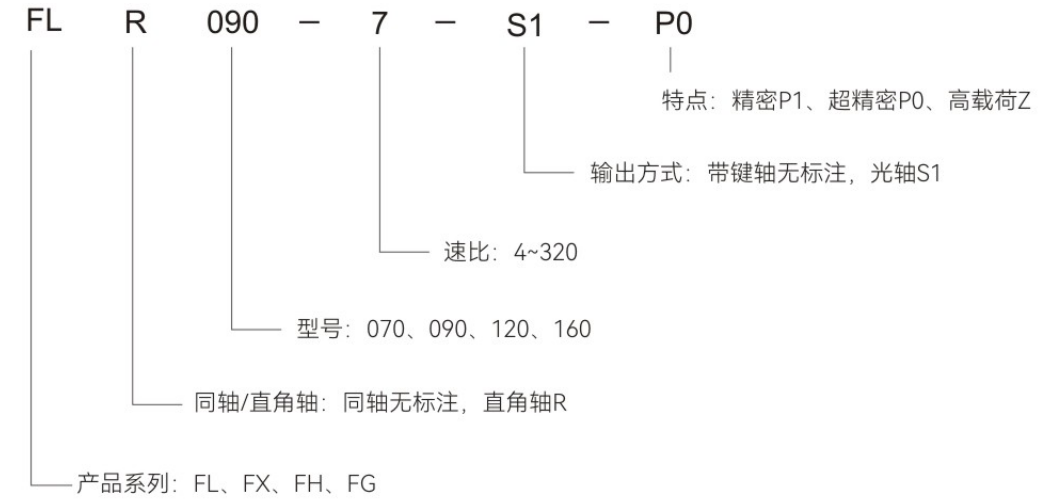 FL R 090 – 7 – S1 – P0
特点：精密P1、超精密P0、高载荷Z
输出方式：带键轴无标注，光轴S1
速比：4~320
型号：070、090、120、160
同轴/直角轴：同轴无标注，直角轴R
产品系列：FL、FX、FH、FG